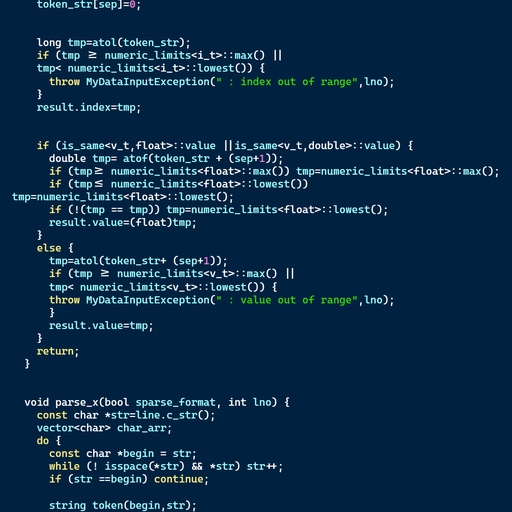 token_str[sep]=0;
long tmp=atol(token_str);
if (tmp ≥ numeric_limits<i_t>::max() ||
tmp< numeric_limits<i_t>::lowest()) {
throw MyDataInputException(" : index out of range",lno);
}
result.index=tmp;
if (is_same<v_t,float>::value ||is_same<v_t,double>::value) {
double tmp= atof(token_str + (sep+1));
if (tmp≥ numeric_limits<float>::max()) tmp=numeric_limits<float>::max();
if (tmp≤ numeric_limits<float>::lowest())
tmp=numeric_limits<float>::lowest();
if (!(tmp == tmp)) tmp=numeric_limits<float>::lowest();
result.value=(float)tmp;
}
else {
tmp=atol(token_str+ (sep+1));
if (tmp ≥ numeric_limits<v_t>::max() ||
tmp< numeric_limits<v_t>::lowest()) {
throw MyDataInputException(" : value out of range",lno);
}
result.value=tmp;
}
return;
}
void parse_x(bool sparse_format, int lno) {
const char *str=line.c_str();
vector<char> char_arr;
do {
const char *begin = str;
while (! isspace(*str) && *str) str++;
if (str ==begin) continue;
string token(begin,str);